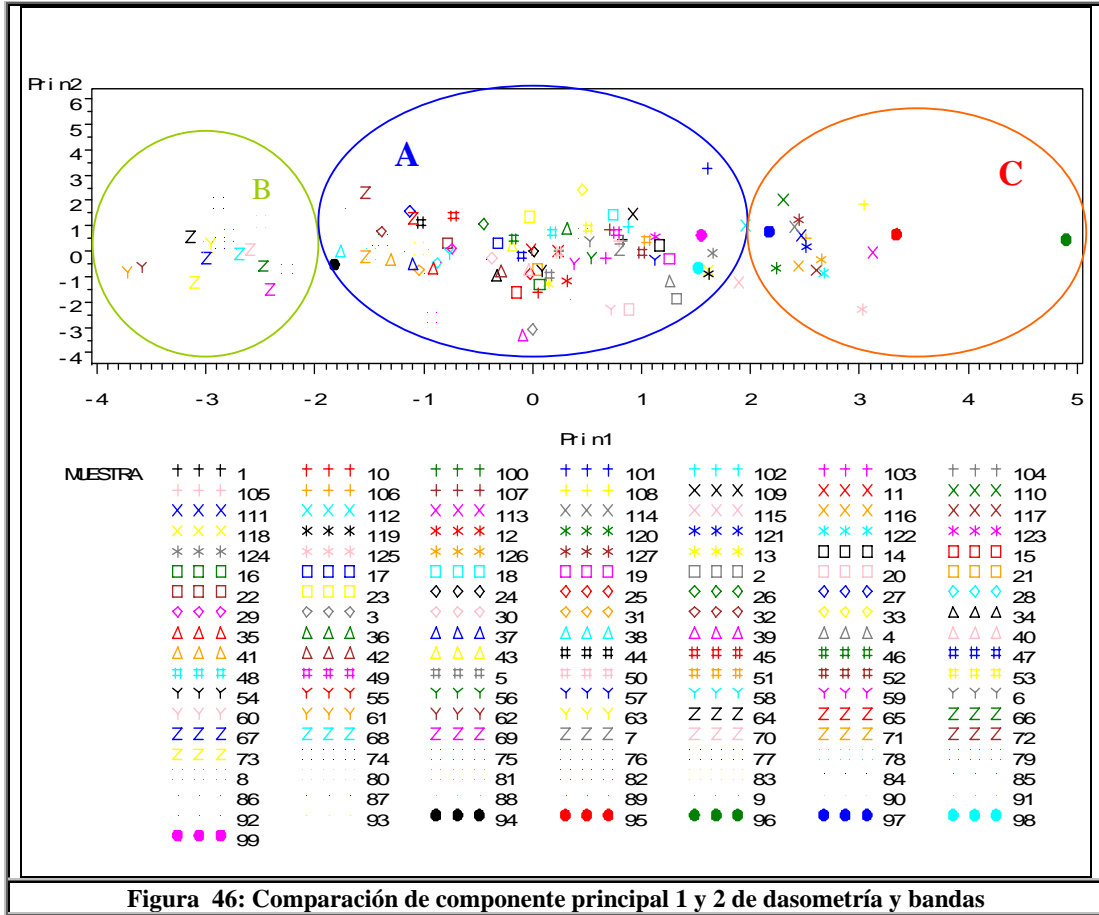 Prin2
6
5
A
4
C
3
B
2
1
0
-1
-2
-3
-4
-4 -3 -2 -1 0 1 2 3 4 5
Prin1
MUESTRA 1 10 100 101 102 103 104
105 106 107 108 109 11 110
111 112 113 114 115 116 117
118 119 12 120 121 122 123
124 125 126 127 13 14 15
16 17 18 19 2 20 21
22 23 24 25 26 27 28
29 3 30 31 32 33 34
35 36 37 38 39 4 40
41 42 43 44 45 46 47
48 49 5 50 51 52 53
54 55 56 57 58 59 6
60 61 62 63 64 65 66
67 68 69 7 70 71 72
73 74 75 76 77 78 79
8 80 81 82 83 84 85
86 87 88 89 9 90 91
92 93 94 95 96 97 98
99
Figura 46: Comparación de componente principal 1 y 2 de dasometría y bandas